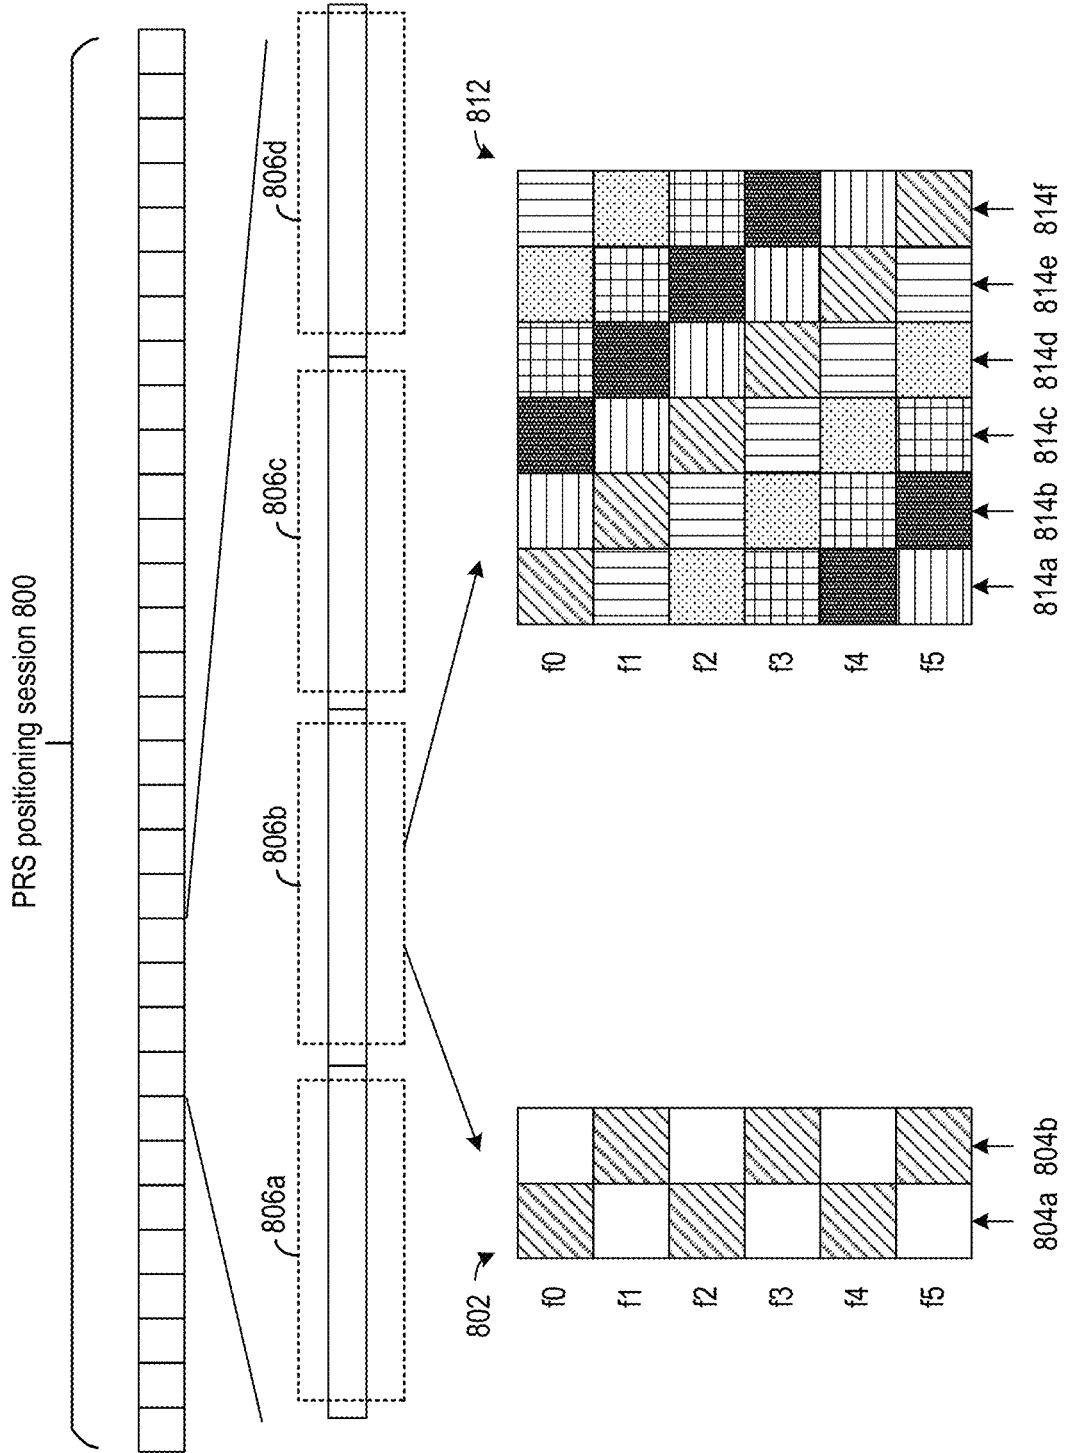 PRS positioning session 800
806a
806b
806c
806d
802
812
f0
f1
f2
f3
f4
f5
804a
804b
f0
f1
f2
f3
f4
f5
814a
814b
814c
814d
814e
814f